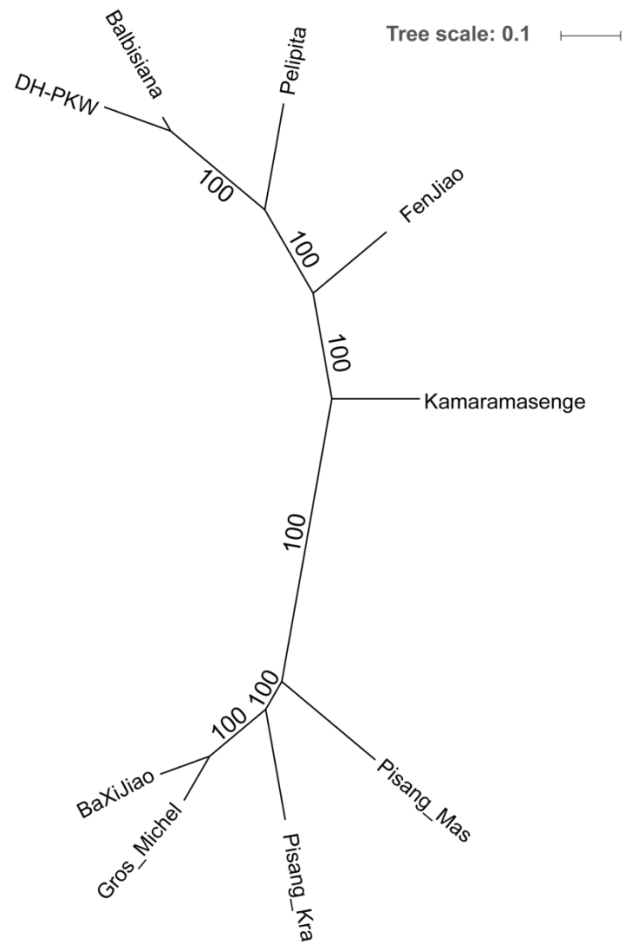 Tree scale: 0.1
Balbisiana
Pelipita
DH-PKW
100
FenJiao
100
100
Kamaramasenge
100
100
100
BaXiJiao
Pisang_Mas
Gros_Michel
Pisang_Kra